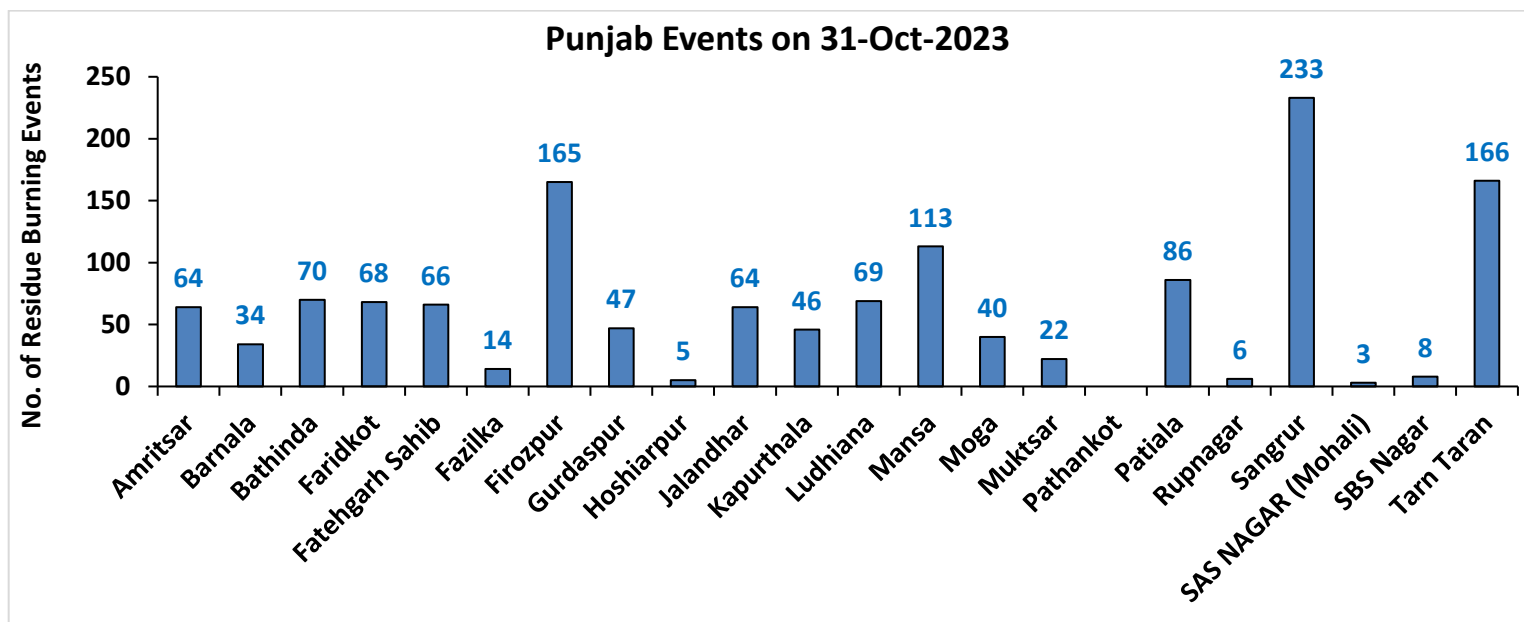 Punjab Events on 31-Oct-2023
No. of Residue Burning Events
250
200
150
100
50
0
64
34
70
68
66
14
165
47
5
64
46
69
113
40
22
86
6
233
3
8
166
Amritsar
Barnala
Bathinda
Faridkot
Fatehgarh Sahib
Fazilka
Firozpur
Gurdaspur
Hoshiarpur
Jalandhar
Kapurthala
Ludhiana
Mansa
Moga
Muktsar
Pathankot
Patiala
Rupnagar
Sangrur
SAS NAGAR (Mohali)
SBS Nagar
Tarn Taran